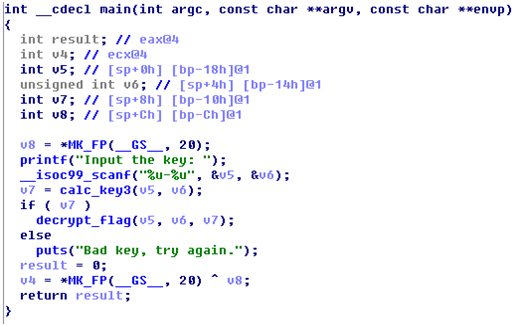 int __cdecl main(int argc, const char **argv, const char **envp)
{
int result; // eax@4
int v4; // ecx@4
int v5; // [sp+0h] [bp-18h]@1
unsigned int v6; // [sp+4h] [bp-14h]@1
int v7; // [sp+8h] [bp-10h]@1
int v8; // [sp+Ch] [bp-Ch]@1
v8 = *MK_FP(__GS__, 20);
printf("Input the key: ");
__isoc99_scanf("%u-%u", &v5, &v6);
v7 = calc_key3(v5, v6);
if ( v7 )
decrypt_flag(v5, v6, v7);
else
puts("Bad key, try again.");
result = 0;
v4 = *MK_FP(__GS__, 20) ^ v8;
return result;
}